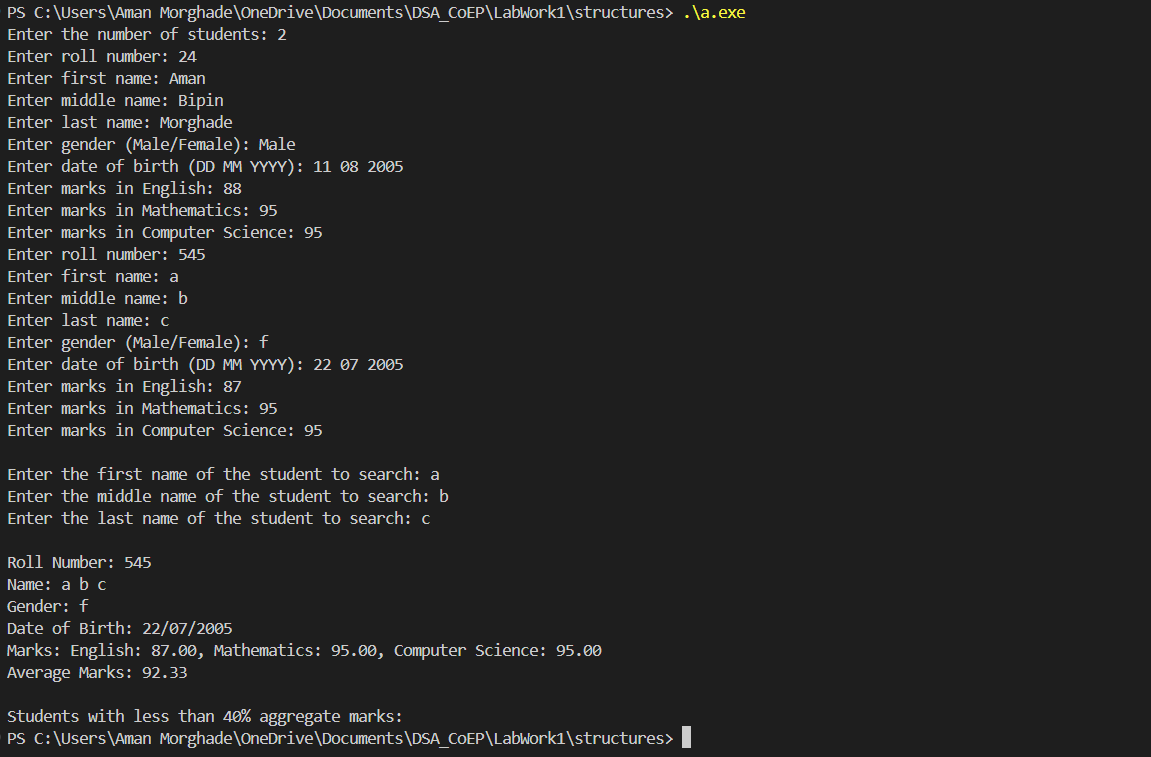 PS C:\Users\Aman Morghade\OneDrive\Documents\DSA_CoEP\LabWork1\structures> .\a.exe
Enter the number of students: 2
Enter roll number: 24
Enter first name: Aman
Enter middle name: Bipin
Enter last name: Morghade
Enter gender (Male/Female): Male
Enter date of birth (DD MM YYYY): 11 08 2005
Enter marks in English: 88
Enter marks in Mathematics: 95
Enter marks in Computer Science: 95
Enter roll number: 545
Enter first name: a
Enter middle name: b
Enter last name: c
Enter gender (Male/Female): f
Enter date of birth (DD MM YYYY): 22 07 2005
Enter marks in English: 87
Enter marks in Mathematics: 95
Enter marks in Computer Science: 95

Enter the first name of the student to search: a
Enter the middle name of the student to search: b
Enter the last name of the student to search: c

Roll Number: 545
Name: a b c
Gender: f
Date of Birth: 22/07/2005
Marks: English: 87.00, Mathematics: 95.00, Computer Science: 95.00
Average Marks: 92.33

Students with less than 40% aggregate marks:
PS C:\Users\Aman Morghade\OneDrive\Documents\DSA_CoEP\LabWork1\structures>